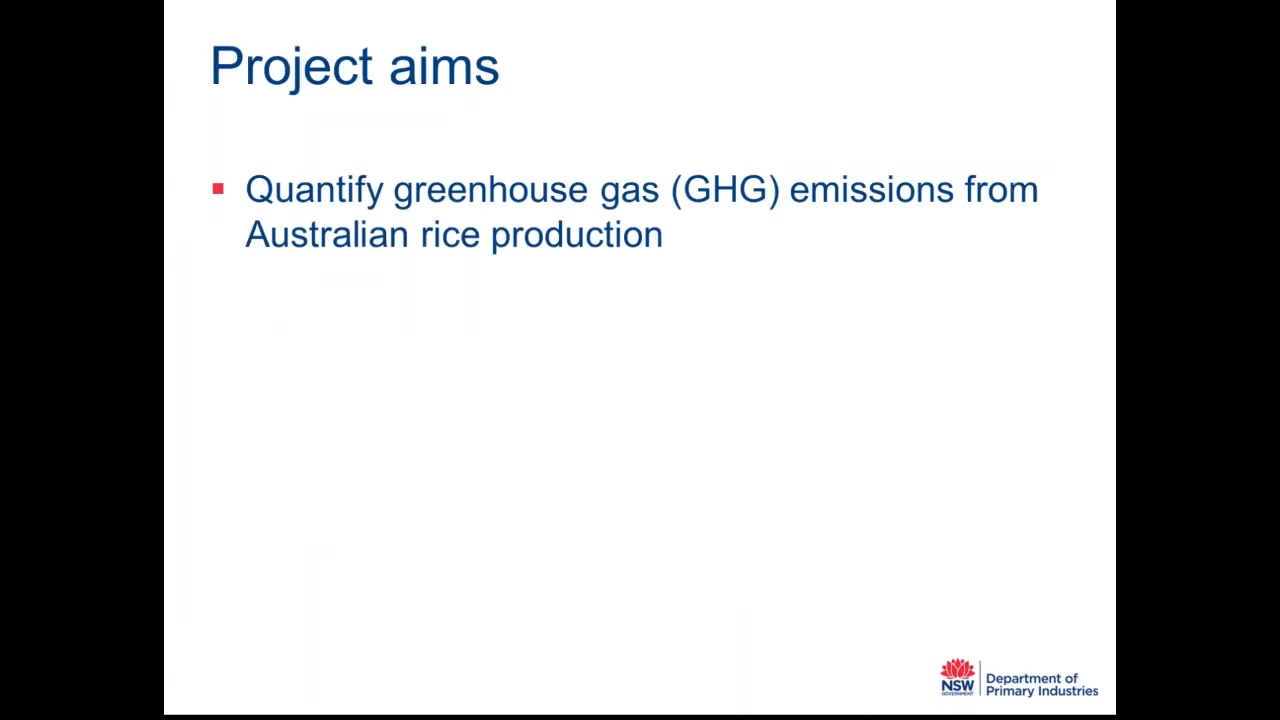 Project aims
Quantify greenhouse gas (GHG) emissions from
Australian rice production
NSW
GOVERNMENT
Department of
Primary Industries